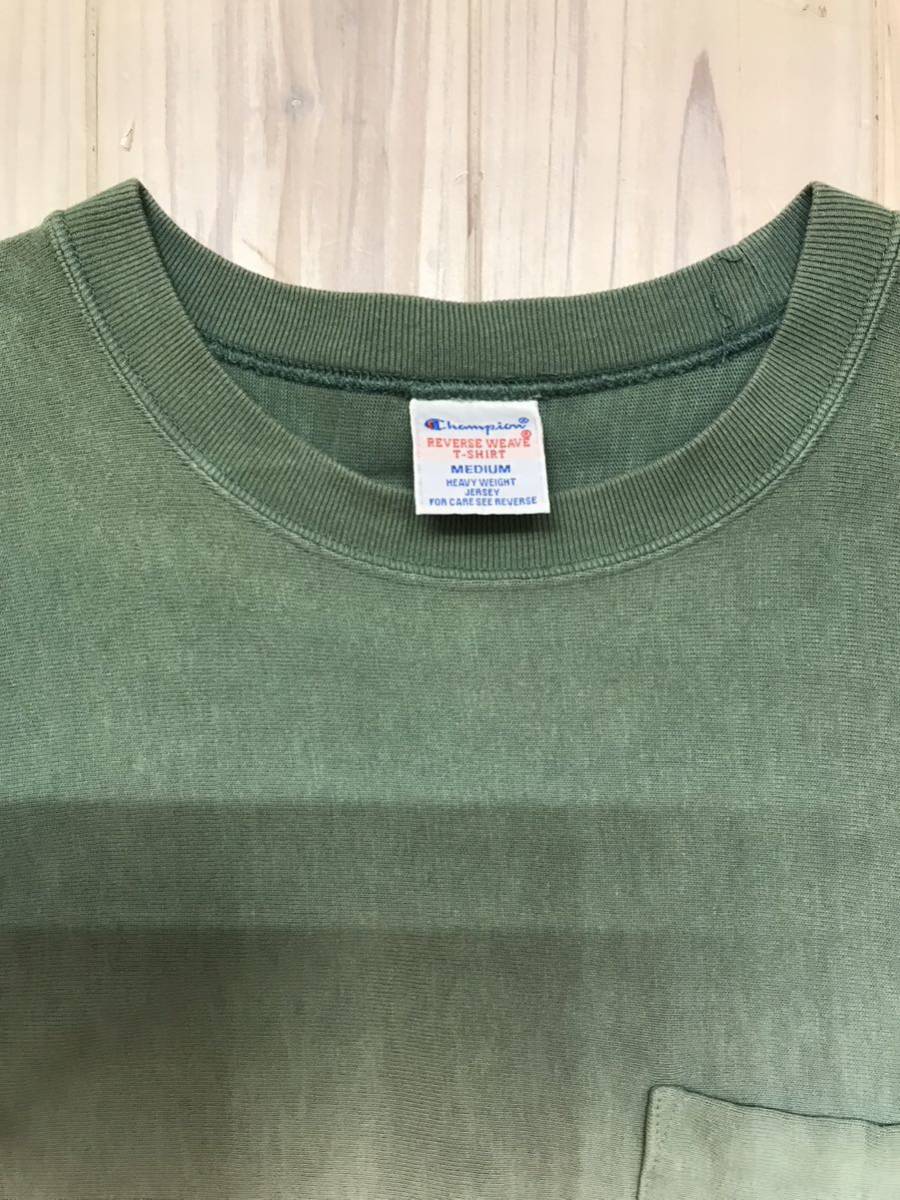 Champion®
REVERSE WEAVE®
T-SHIRT
MEDIUM
HEAVY WEIGHT
JERSEY
FOR CARE SEE REVERSE